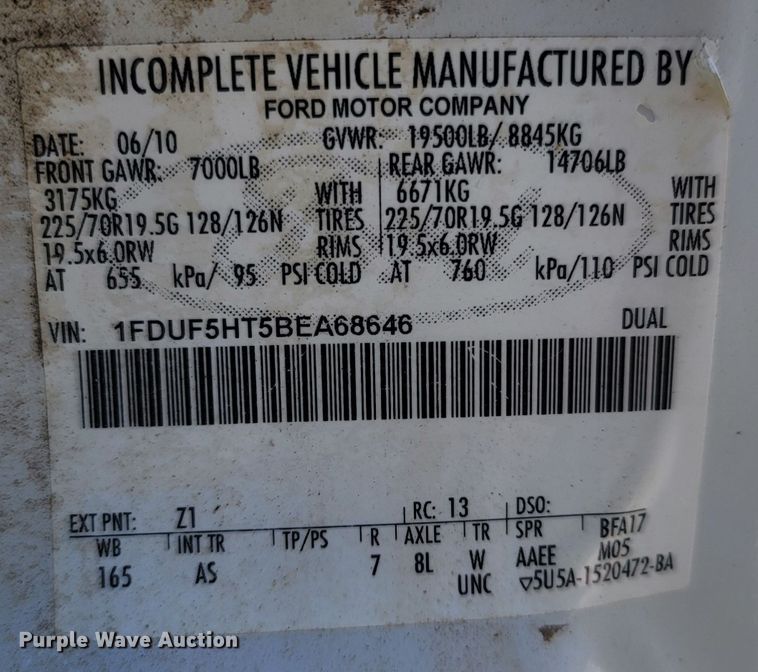 INCOMPLETE VEHICLE MANUFACTURED BY
FORD MOTOR COMPANY
DATE: 06/10 GVWR: 19500LB/ 8845KG
FRONT GAWR: 7000LB REAR GAWR: 14706LB
3175KG WITH 6671KG WITH
225/70R19.5G 128/126N TIRES 225/70R19.5G 128/126N TIRES
19.5x6.0RW RIMS 19.5x6.0RW RIMS
AT 655 kPa/ 95 PSI COLD AT 760 kPa/110 PSI COLD
VIN: 1FDUF5HT5BEA68646 DUAL
EXT PNT: Z1 RC: 13 DSO:
WB INT TR TP/PS R AXLE TR SPR BFA17
165 AS 7 8L W AAEE M05
UNC ▽5U5A-1520472-BA
Purple Wave Auction